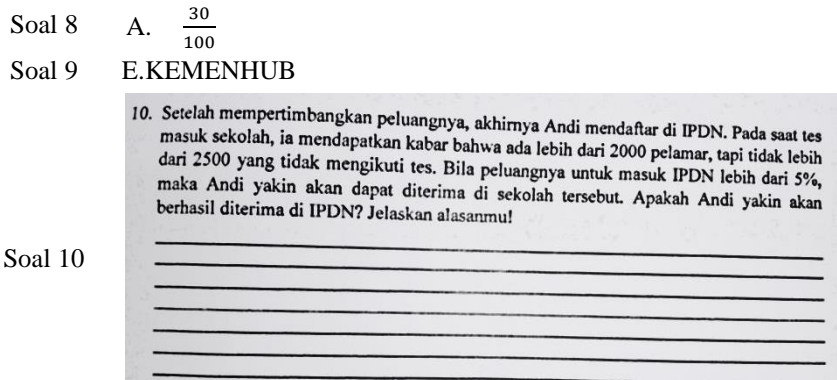 Soal 8 A. 30/100
Soal 9 E.KEMENHUB
10. Setelah mempertimbangkan peluangnya, akhirnya Andi mendaftar di IPDN. Pada saat tes
masuk sekolah, ia mendapatkan kabar bahwa ada lebih dari 2000 pelamar, tapi tidak lebih
dari 2500 yang tidak mengikuti tes. Bila peluangnya untuk masuk IPDN lebih dari 5%,
maka Andi yakin akan dapat diterima di sekolah tersebut. Apakah Andi yakin akan
berhasil diterima di IPDN? Jelaskan alasanmu!
Soal 10